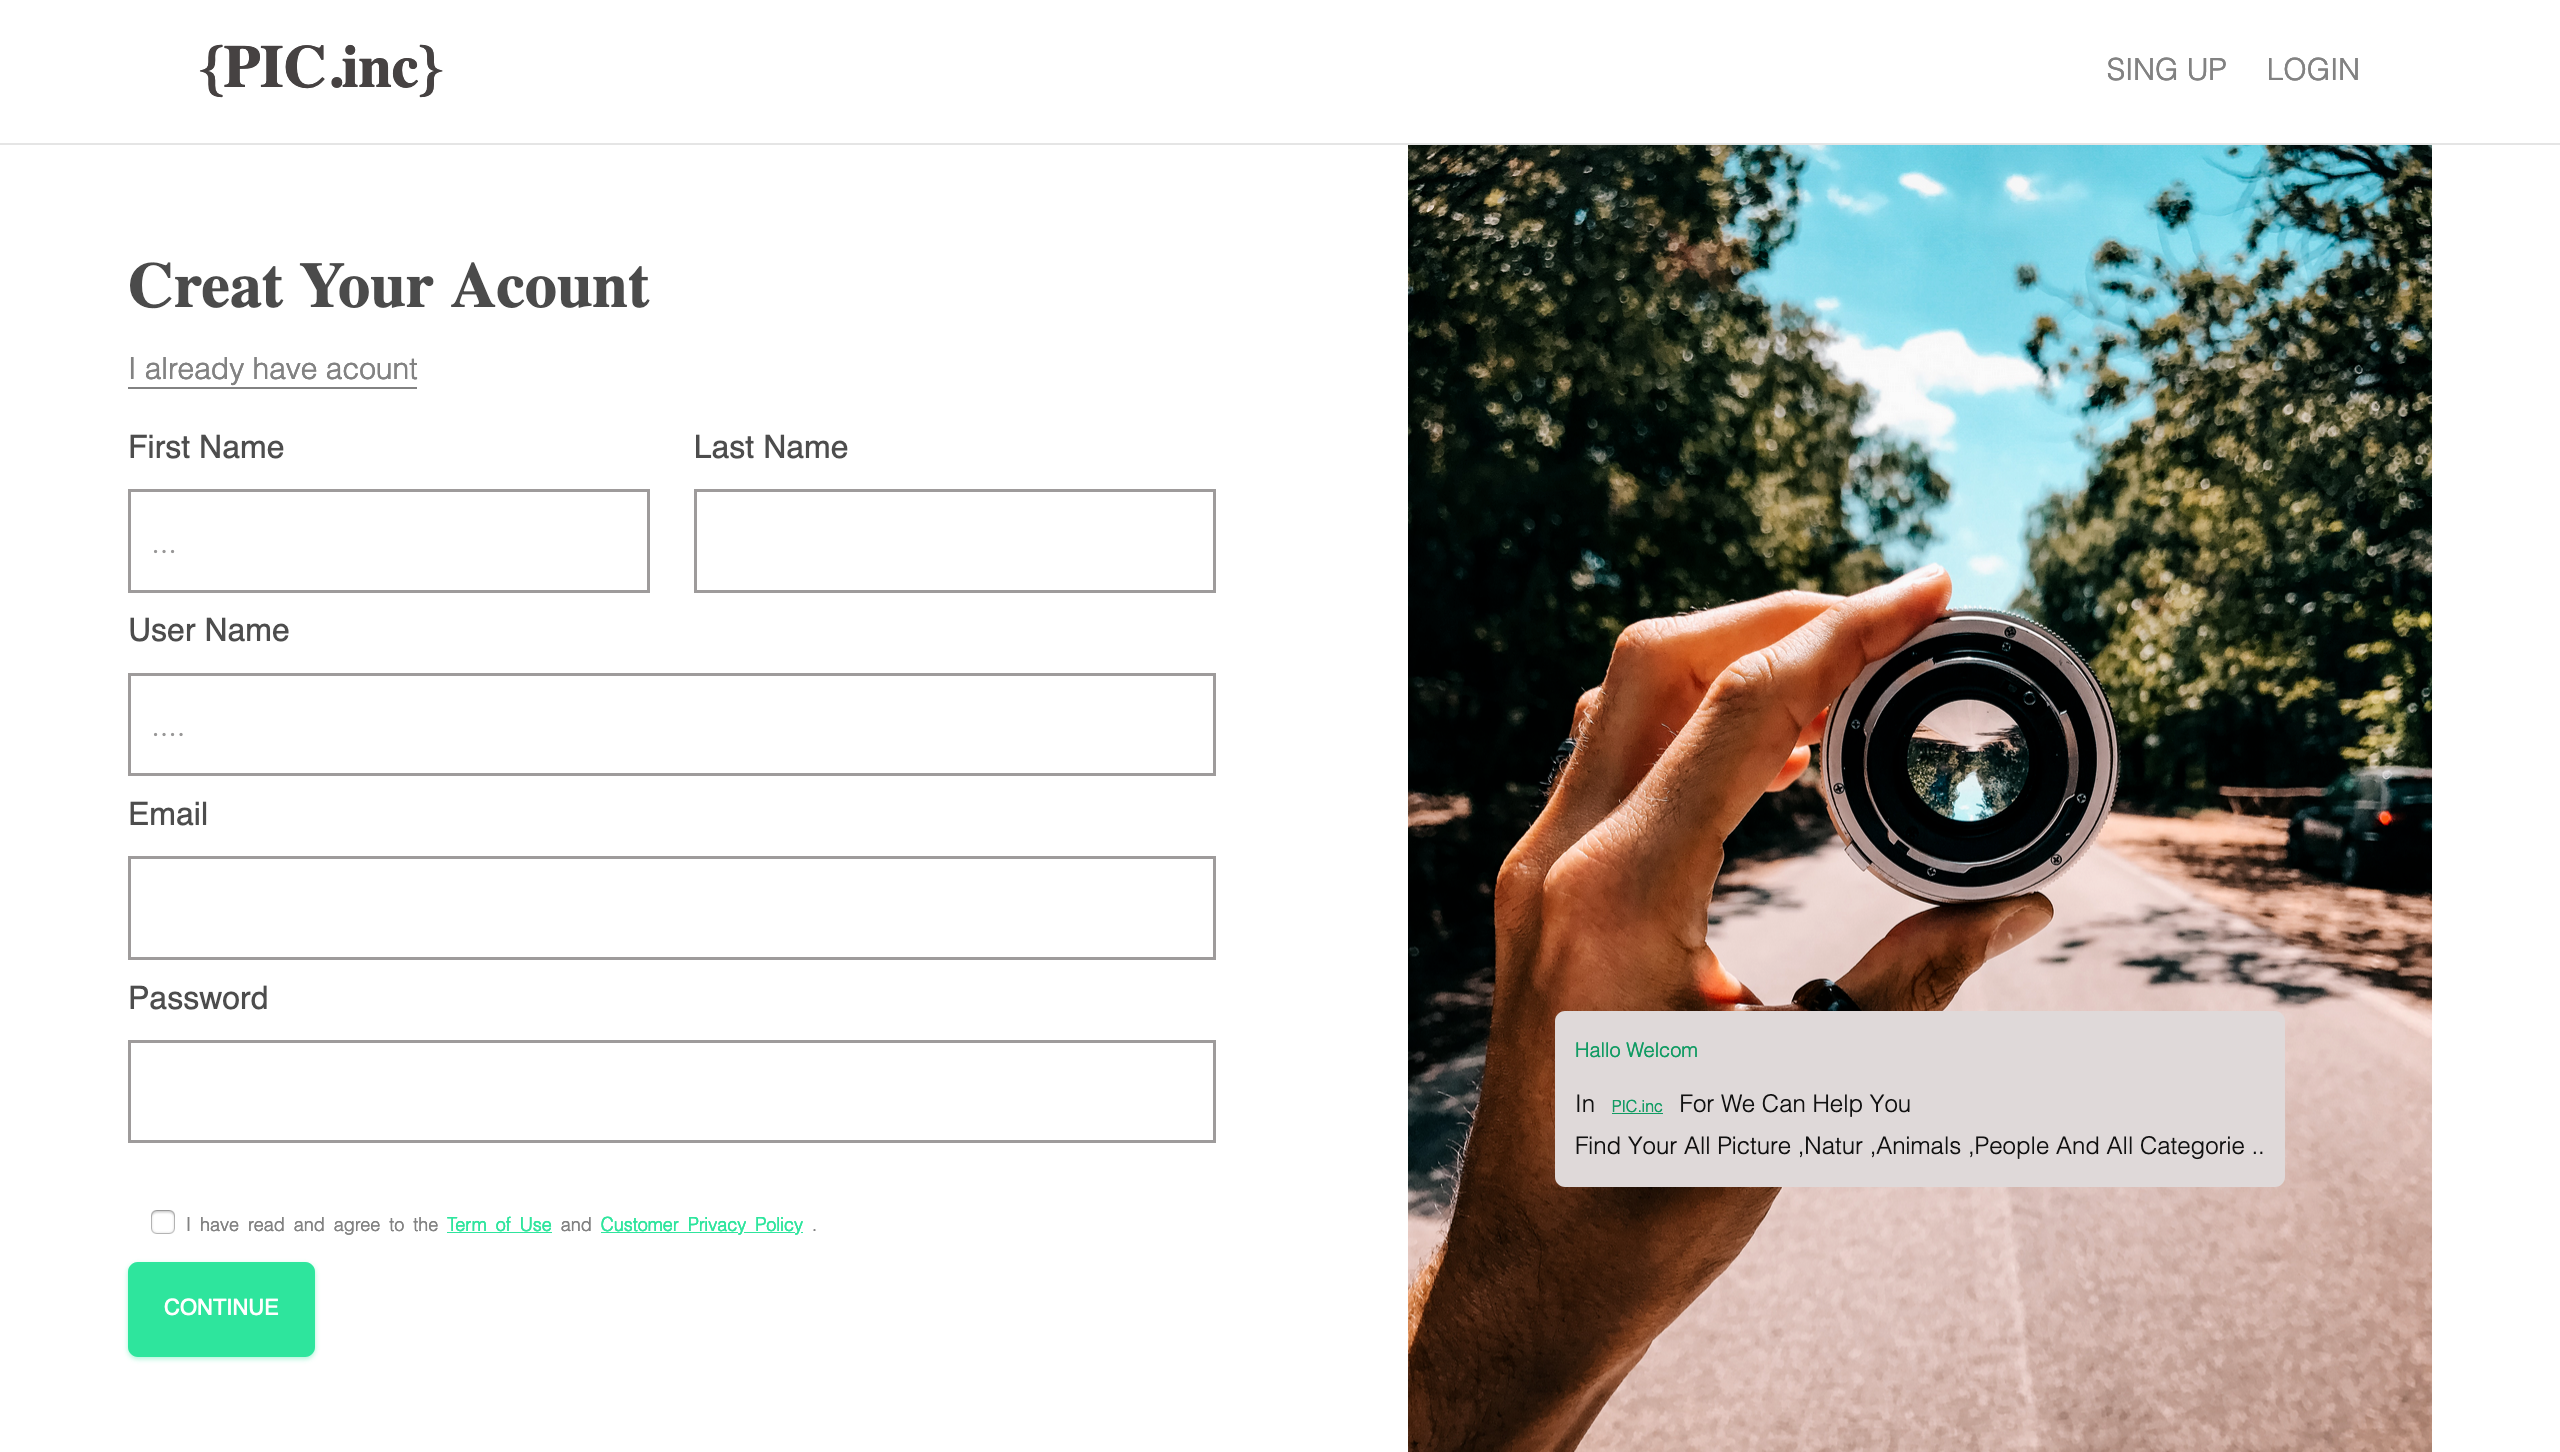 {PIC.inc}
SING UP LOGIN
Creat Your Acount
I already have acount
First Name Last Name
...
User Name
....
Email
Password
I have read and agree to the Term of Use and Customer Privacy Policy .
CONTINUE
Hallo Welcom
In PIC.inc For We Can Help You
Find Your All Picture ,Natur ,Animals ,People And All Categorie ..